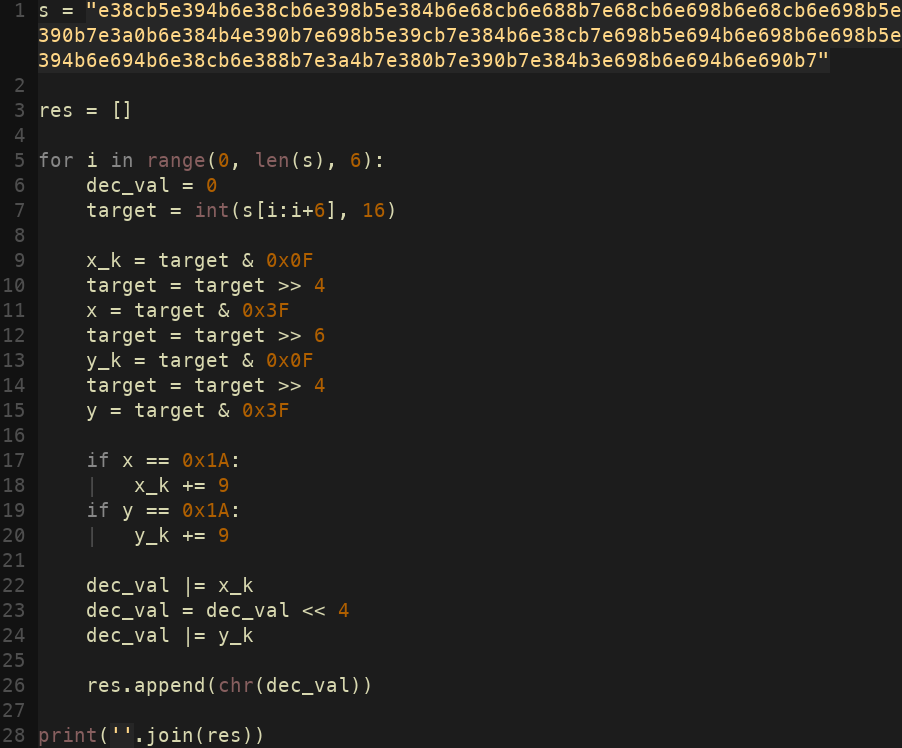 1 s = "e38cb5e394b6e38cb6e398b5e384b6e68cb6e688b7e68cb6e698b6e68cb6e698b5e
390b7e3a0b6e384b4e390b7e698b5e39cb7e384b6e38cb7e698b5e694b6e698b6e698b5e
394b6e694b6e38cb6e388b7e3a4b7e380b7e390b7e384b3e698b6e694b6e690b7"
2
3 res = []
4
5 for i in range(0, len(s), 6):
6     dec_val = 0
7     target = int(s[i:i+6], 16)
8
9     x_k = target & 0x0F
10     target = target >> 4
11     x = target & 0x3F
12     target = target >> 6
13     y_k = target & 0x0F
14     target = target >> 4
15     y = target & 0x3F
16
17     if x == 0x1A:
18     |   x_k += 9
19     if y == 0x1A:
20     |   y_k += 9
21
22     dec_val |= x_k
23     dec_val = dec_val << 4
24     dec_val |= y_k
25
26     res.append(chr(dec_val))
27
28 print(''.join(res))